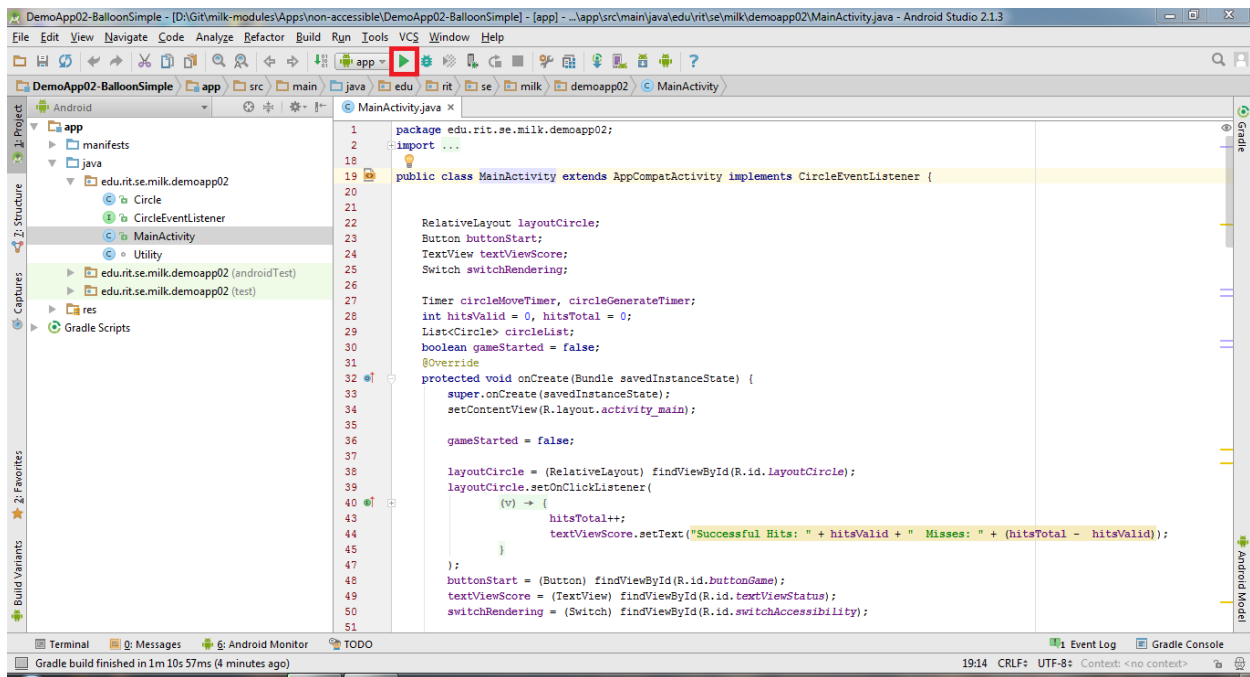 DemoApp02-BalloonSimple - [D:\Git\milk-modules\Apps\non-accessible\DemoApp02-BalloonSimple] - [app] - ...\app\src\main\java\edu\rit\se\milk\demoapp02\MainActivity.java - Android Studio 2.1.3
File Edit View Navigate Code Analyze Refactor Build Run Tools VCS Window Help
app
DemoApp02-BalloonSimple app src main java edu rit se milk demoapp02 MainActivity
1: Project
7: Structure
Captures
2: Favorites
Build Variants
Android
app
manifests
java
edu.rit.se.milk.demoapp02
Circle
CircleEventListener
MainActivity
Utility
edu.rit.se.milk.demoapp02 (androidTest)
edu.rit.se.milk.demoapp02 (test)
res
Gradle Scripts
MainActivity.java
1 package edu.rit.se.milk.demoapp02;
2 import ...
18
19 public class MainActivity extends AppCompatActivity implements CircleEventListener {
20
21
22 RelativeLayout layoutCircle;
23 Button buttonStart;
24 TextView textViewScore;
25 Switch switchRendering;
26
27 Timer circleMoveTimer, circleGenerateTimer;
28 int hitsValid = 0, hitsTotal = 0;
29 List<Circle> circleList;
30 boolean gameStarted = false;
31 @Override
32 protected void onCreate(Bundle savedInstanceState) {
33 super.onCreate(savedInstanceState);
34 setContentView(R.layout.activity_main);
35
36 gameStarted = false;
37
38 layoutCircle = (RelativeLayout) findViewById(R.id.LayoutCircle);
39 layoutCircle.setOnClickListener(
40 (v) → {
43 hitsTotal++;
44 textViewScore.setText("Successful Hits: " + hitsValid + "  Misses: " + (hitsTotal -  hitsValid));
45 }
47 );
48 buttonStart = (Button) findViewById(R.id.buttonGame);
49 textViewScore = (TextView) findViewById(R.id.textViewStatus);
50 switchRendering = (Switch) findViewById(R.id.switchAccessibility);
51
Gradle
Android Model
Terminal 0: Messages 6: Android Monitor TODO 1 Event Log Gradle Console
Gradle build finished in 1m 10s 57ms (4 minutes ago) 19:14 CRLF UTF-8 Context: <no context>